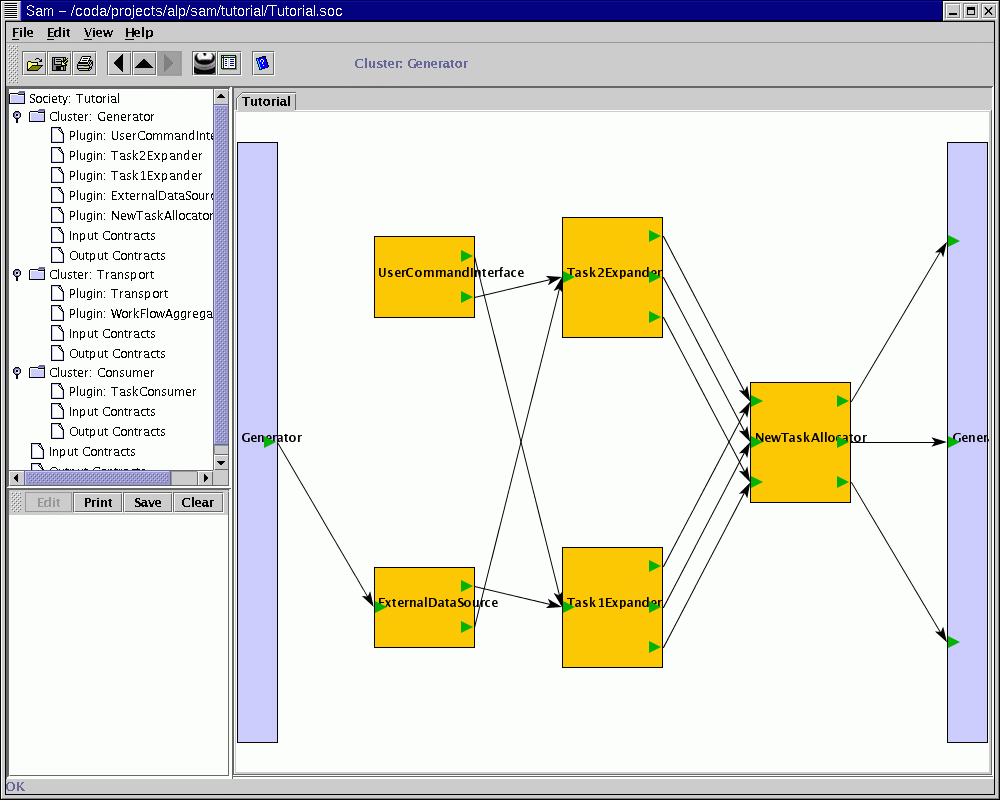 Sam – /coda/projects/alp/sam/tutorial/Tutorial.soc
File Edit View Help
Cluster: Generator
Society: Tutorial
Cluster: Generator
Plugin: UserCommandInte
Plugin: Task2Expander
Plugin: Task1Expander
Plugin: ExternalDataSour
Plugin: NewTaskAllocator
Input Contracts
Output Contracts
Cluster: Transport
Plugin: Transport
Plugin: WorkFlowAggrega
Input Contracts
Output Contracts
Cluster: Consumer
Plugin: TaskConsumer
Input Contracts
Output Contracts
Input Contracts
Output Contracts
Edit Print Save Clear
Tutorial
UserCommandInterface
Task2Expander
Generator
NewTaskAllocator
Gener
ExternalDataSource
Task1Expander
OK